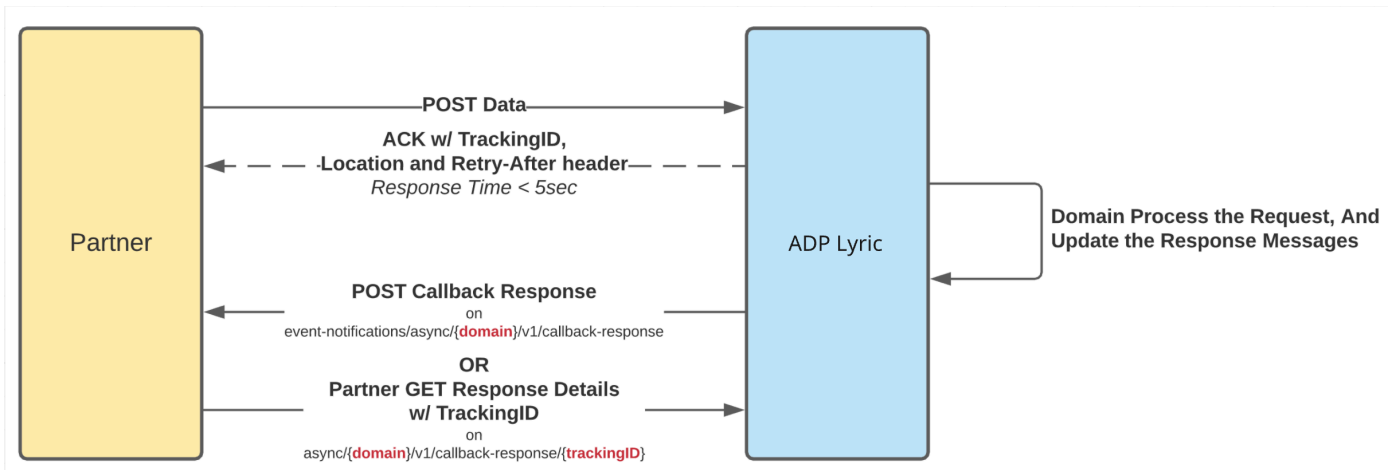 POST Data
ACK w/ TrackingID,
Location and Retry-After header
Response Time < 5sec
Partner
ADP Lyric
Domain Process the Request, And
Update the Response Messages
POST Callback Response
on
event-notifications/async/{domain}/v1/callback-response
OR
Partner GET Response Details
w/ TrackingID
on
async/{domain}/v1/callback-response/{trackingID}